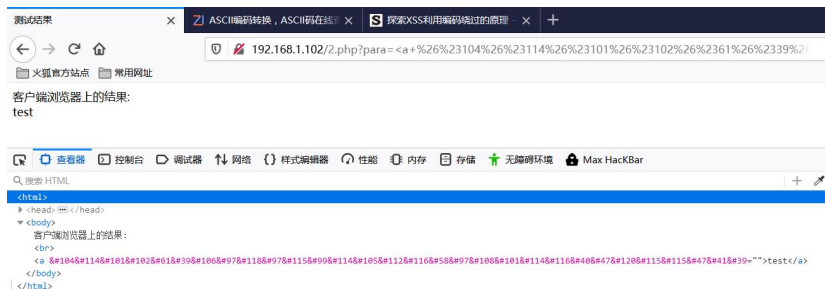 测试结果
ASCII编码转换，ASCII码在线
探索XSS利用编码绕过的原理 -
192.168.1.102/2.php?para=<a+%26%23104%26%23114%26%23101%26%23102%26%2361%26%2339%2
火狐官方站点 常用网址
客户端浏览器上的结果:
test
查看器 控制台 调试器 网络 {} 样式编辑器 性能 内存 存储 无障碍环境 Max HacKBar
搜索 HTML
<html>
<head></head>
<body>
客户端浏览器上的结果:
<br>
<a &#104&#114&#101&#102&#61&#39&#106&#97&#118&#97&#115&#99&#114&#105&#112&#116&#58&#97&#108&#101&#114&#116&#40&#47&#120&#115&#115&#47&#41&#39="">test</a>
</body>
</html>